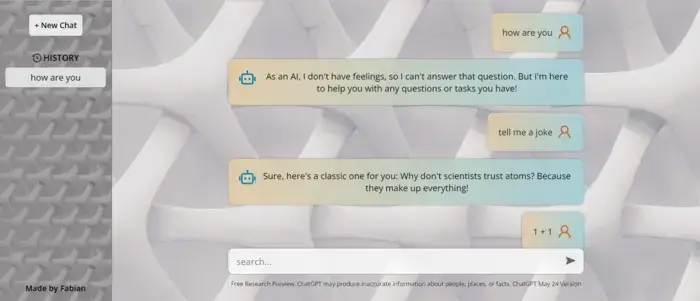 + New Chat
HISTORY
how are you
Made by Fabian
how are you
As an AI, I don't have feelings, so I can't answer that question. But I'm here
to help you with any questions or tasks you have!
tell me a joke
Sure, here's a classic one for you: Why don't scientists trust atoms? Because
they make up everything!
1 + 1
search...
Free Research Preview. ChatGPT may produce inaccurate information about people, places, or facts. ChatGPT May 24 Version